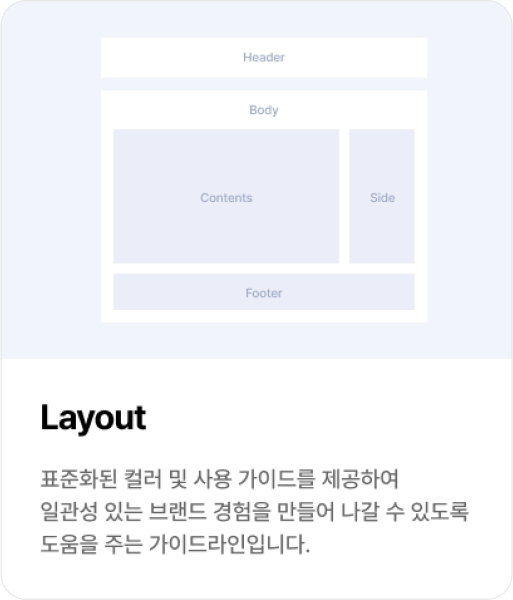 Header
Body
Contents
Side
Footer
Layout
표준화된 컬러 및 사용 가이드를 제공하여
일관성 있는 브랜드 경험을 만들어 나갈 수 있도록
도움을 주는 가이드라인입니다.